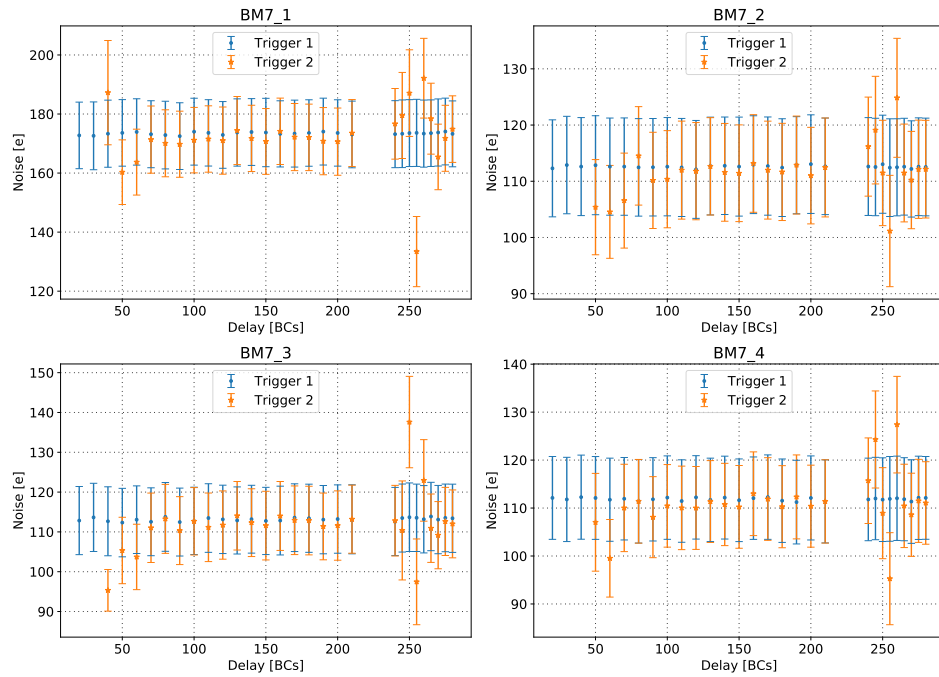 BM7_1
Noise [e]
200
180
160
140
120
Trigger 1
Trigger 2
50
100
150
200
250
Delay [BCs]
BM7_2
Noise [e]
130
120
110
100
90
Trigger 1
Trigger 2
50
100
150
200
250
Delay [BCs]
BM7_3
Noise [e]
150
140
130
120
110
100
90
Trigger 1
Trigger 2
50
100
150
200
250
Delay [BCs]
BM7_4
Noise [e]
140
130
120
110
100
90
Trigger 1
Trigger 2
50
100
150
200
250
Delay [BCs]